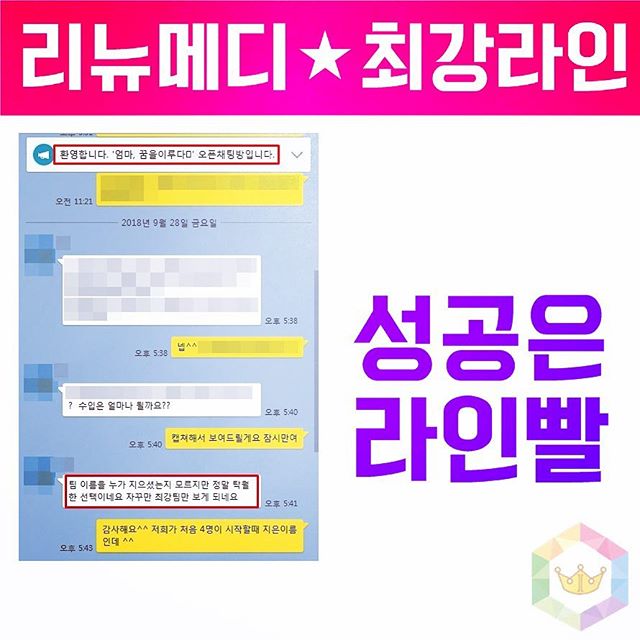 리뉴메디★최강라인
환영합니다. '엄마, 꿈을이루다ㅁ' 오픈채팅방입니다.
오전 11:21
2018년 9월 28일 금요일
오후 5:38
넵^^
오후 5:38
? 수입은 얼마나 될까요??
오후 5:40
캡쳐해서 보여드릴게요 잠시만여
오후 5:40
팀 이름을 누가 지으셨는지 모르지만 정말 탁월
한 선택이네요 자꾸만 최강팀만 보게 되네요
오후 5:41
감사해요^^ 저희가 처음 4명이 시작할때 지은이름
인데 ^^
오후 5:43
성공은
라인빨